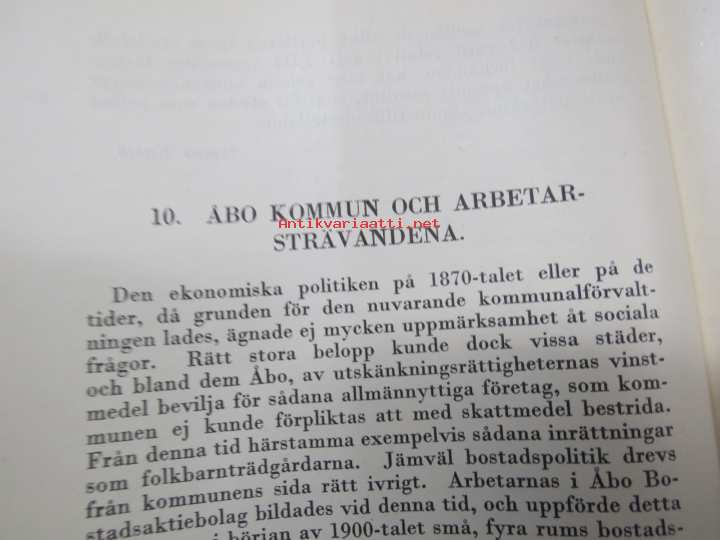 10. ÅBO KOMMUN OCH ARBETAR-
Antikvariaatti.net
STRÄVANDENA.
Den ekonomiska politiken på 1870-talet eller på de
tider, då grunden för den nuvarande kommunalförvalt-
ningen lades, ägnade ej mycken uppmärksamhet åt sociala
frågor. Rätt stora belopp kunde dock vissa städer,
och bland dem Åbo, av utskänkningsrättigheternas vinst-
medel bevilja för sådana allmännyttiga företag, som kom-
munen ej kunde förpliktas att med skattmedel bestrida.
Från denna tid härstamma exempelvis sådana inrättningar
som folkbarnträdgårdarna. Jämväl bostadspolitik drevs
från kommunens sida rätt ivrigt. Arbetarnas i Åbo Bo-
stadsaktiebolag bildades vid denna tid, och uppförde detta
i början av 1900-talet små, fyra rums bostads-